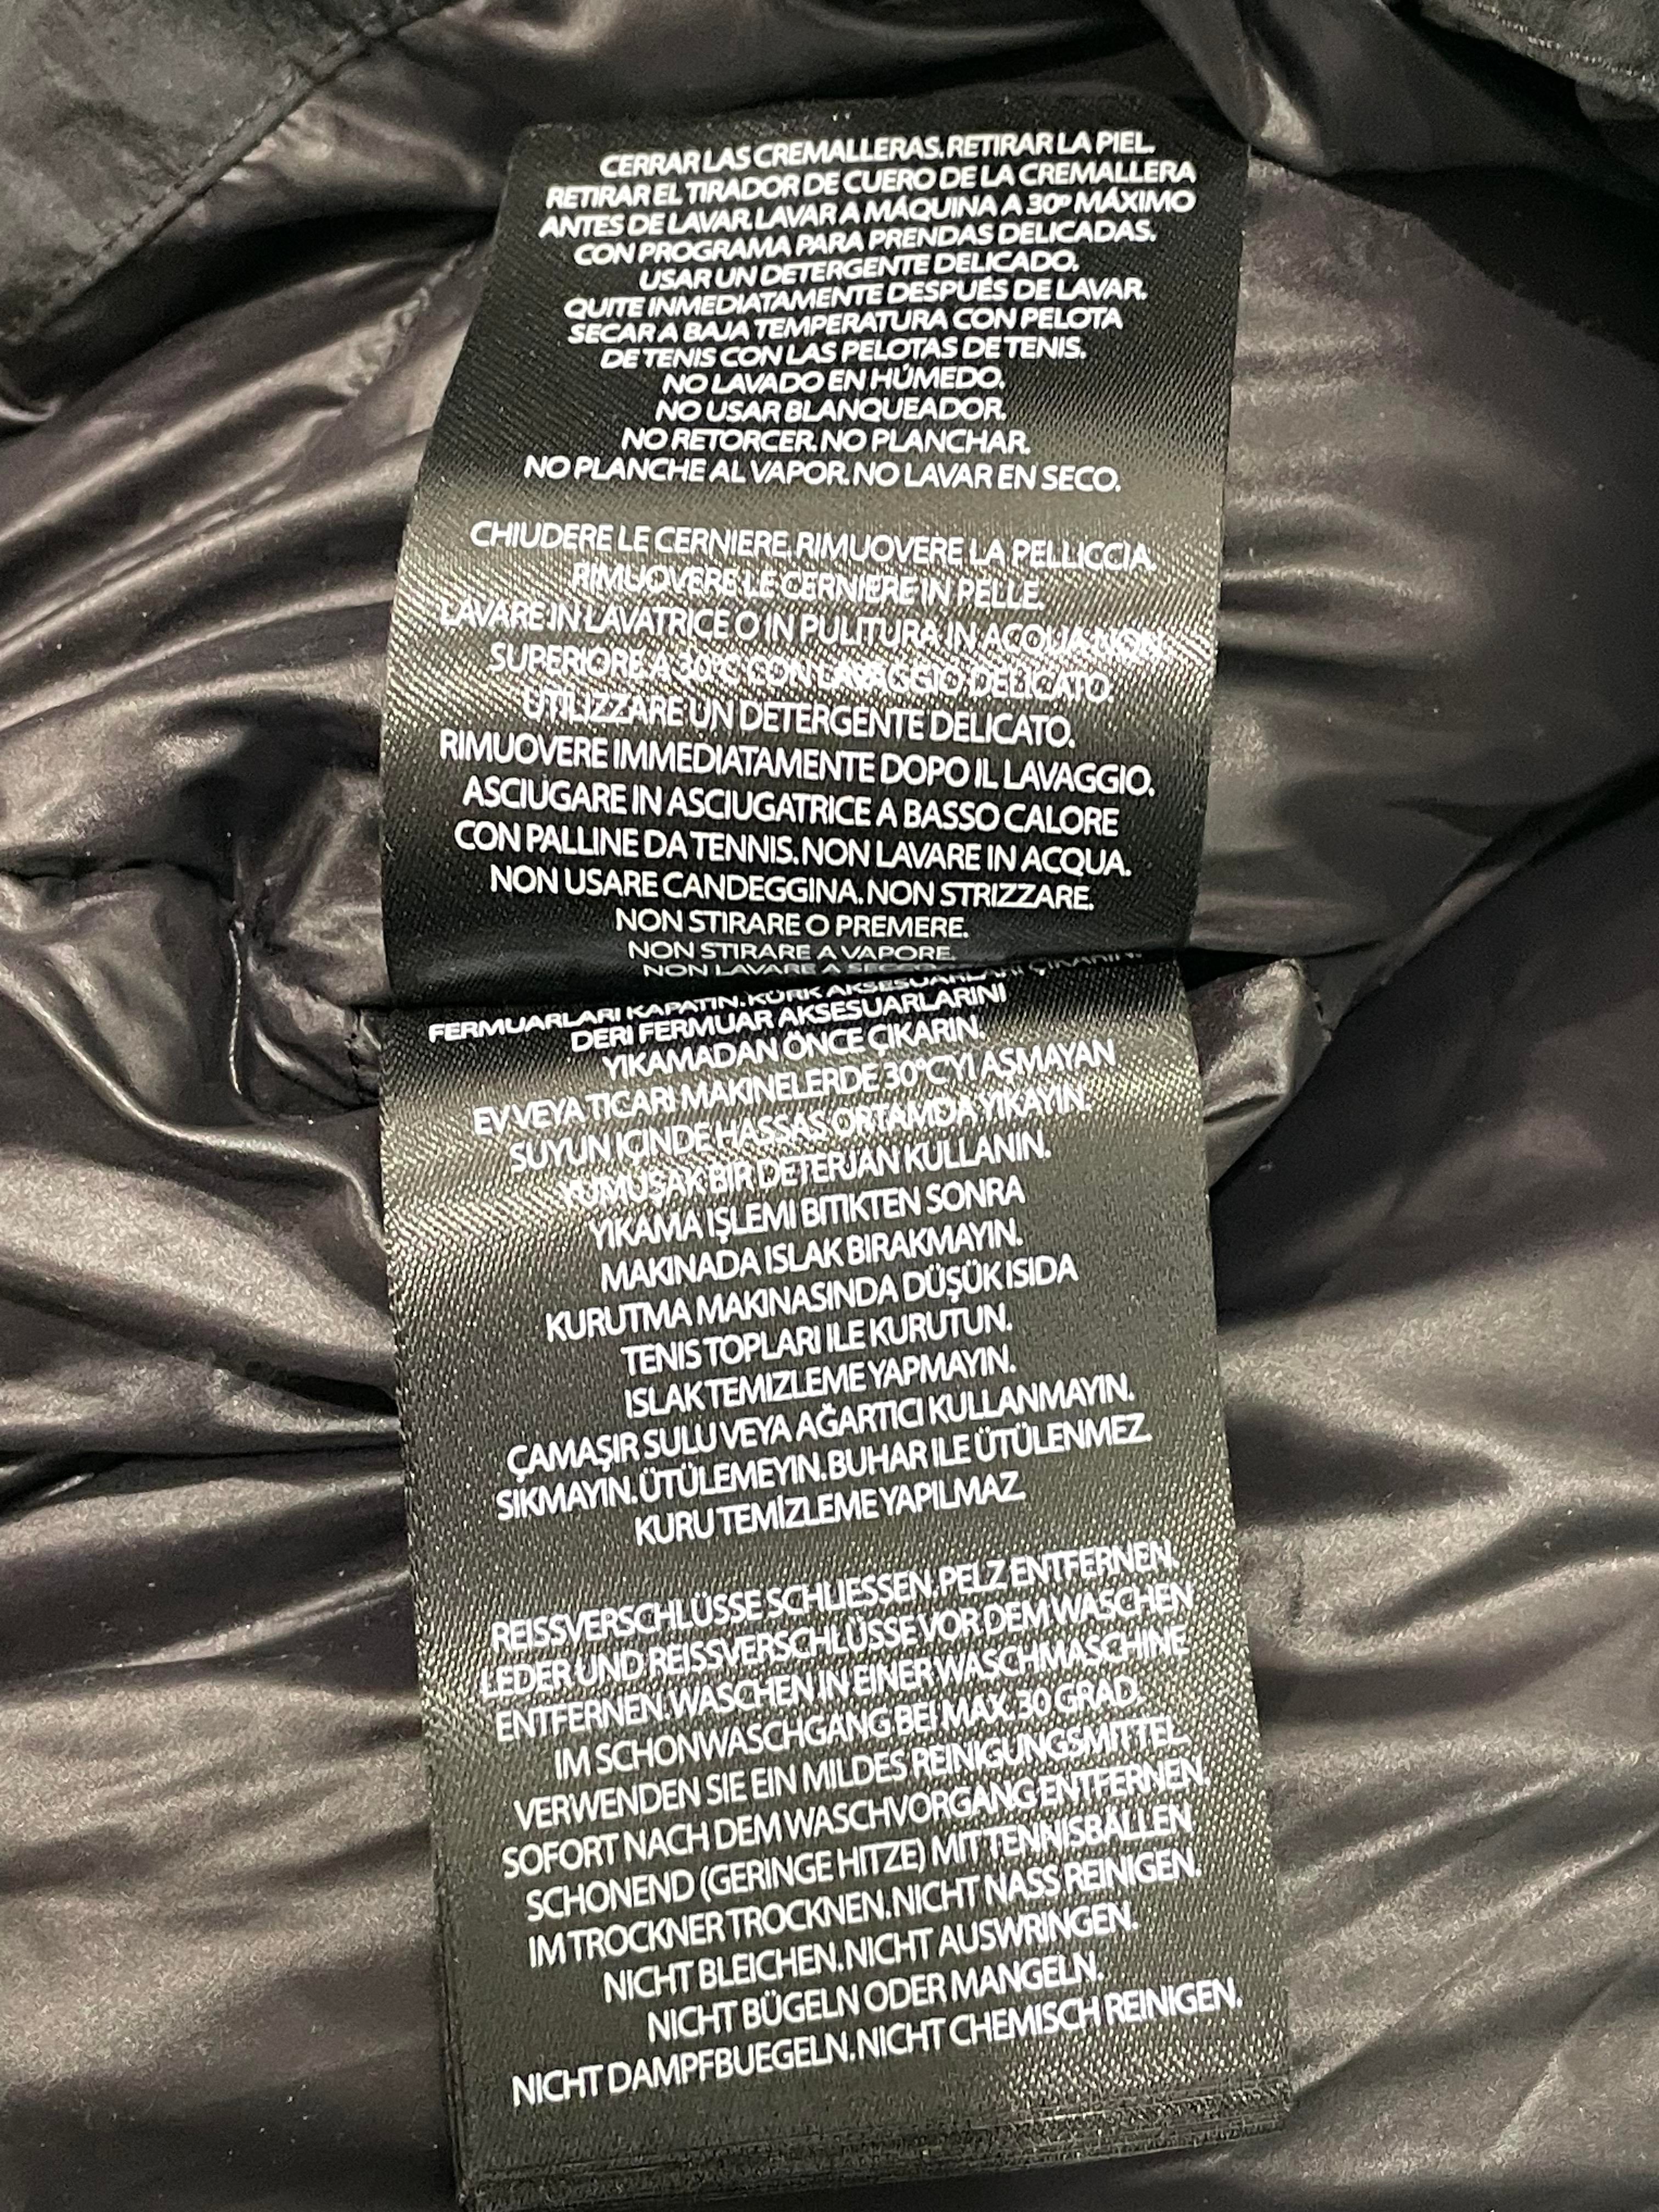 CERRAR LAS CREMALLERAS. RETIRAR LA PIEL.
RETIRAR EL TIRADOR DE CUERO DE LA CREMALLERA
ANTES DE LAVAR. LAVAR A MÁQUINA A 30º MÁXIMO
CON PROGRAMA PARA PRENDAS DELICADAS.
USAR UN DETERGENTE DELICADO.
QUITE INMEDIATAMENTE DESPUÉS DE LAVAR.
SECAR A BAJA TEMPERATURA CON PELOTA
DE TENIS CON LAS PELOTAS DE TENIS.
NO LAVADO EN HÚMEDO.
NO USAR BLANQUEADOR.
NO RETORCER. NO PLANCHAR.
NO PLANCHE AL VAPOR. NO LAVAR EN SECO.
CHIUDERE LE CERNIERE. RIMUOVERE LA PELLICCIA.
RIMUOVERE LE CERNIERE IN PELLE.
LAVARE IN LAVATRICE O IN PULITURA IN ACQUA NON
SUPERIORE A 30°C CON LAVAGGIO DELICATO.
UTILIZZARE UN DETERGENTE DELICATO.
RIMUOVERE IMMEDIATAMENTE DOPO IL LAVAGGIO.
ASCIUGARE IN ASCIUGATRICE A BASSO CALORE
CON PALLINE DA TENNIS. NON LAVARE IN ACQUA.
NON USARE CANDEGGINA. NON STRIZZARE.
NON STIRARE O PREMERE.
NON STIRARE A VAPORE.
NON LAVARE A SECCO.
FERMUARLARI KAPATIN. KÜRK AKSESUARLARI ÇIKARIN.
DERI FERMUAR AKSESUARLARINI
YIKAMADAN ÖNCE ÇIKARIN.
EV VEYA TICARI MAKINELERDE 30°C'YI AŞMAYAN
SUYUN IÇINDE HASSAS ORTAMDA YIKAYIN.
YUMUŞAK BIR DETERJAN KULLANIN.
YIKAMA IŞLEMI BITIKTEN SONRA
MAKINADA ISLAK BIRAKMAYIN.
KURUTMA MAKINASINDA DÜŞÜK ISIDA
TENIS TOPLARI ILE KURUTUN.
ISLAK TEMIZLEME YAPMAYIN.
ÇAMAŞIR SULU VEYA AĞARTICI KULLANMAYIN.
SIKMAYIN. ÜTÜLEMEYIN. BUHAR ILE ÜTÜLENMEZ.
KURU TEMİZLEME YAPILMAZ.
REISSVERSCHLÜSSE SCHLIESSEN. PELZ ENTFERNEN.
LEDER UND REISSVERSCHLÜSSE VOR DEM WASCHEN
ENTFERNEN. WASCHEN IN EINER WASCHMASCHINE
IM SCHONWASCHGANG BEI MAX. 30 GRAD.
VERWENDEN SIE EIN MILDES REINIGUNGSMITTEL.
SOFORT NACH DEM WASCHVORGANG ENTFERNEN.
SCHONEND (GERINGE HITZE) MIT TENNISBÄLLEN
IM TROCKNER TROCKNEN. NICHT NASS REINIGEN.
NICHT BLEICHEN. NICHT AUSWRINGEN.
NICHT BÜGELN ODER MANGELN.
NICHT DAMPFBUEGELN. NICHT CHEMISCH REINIGEN.